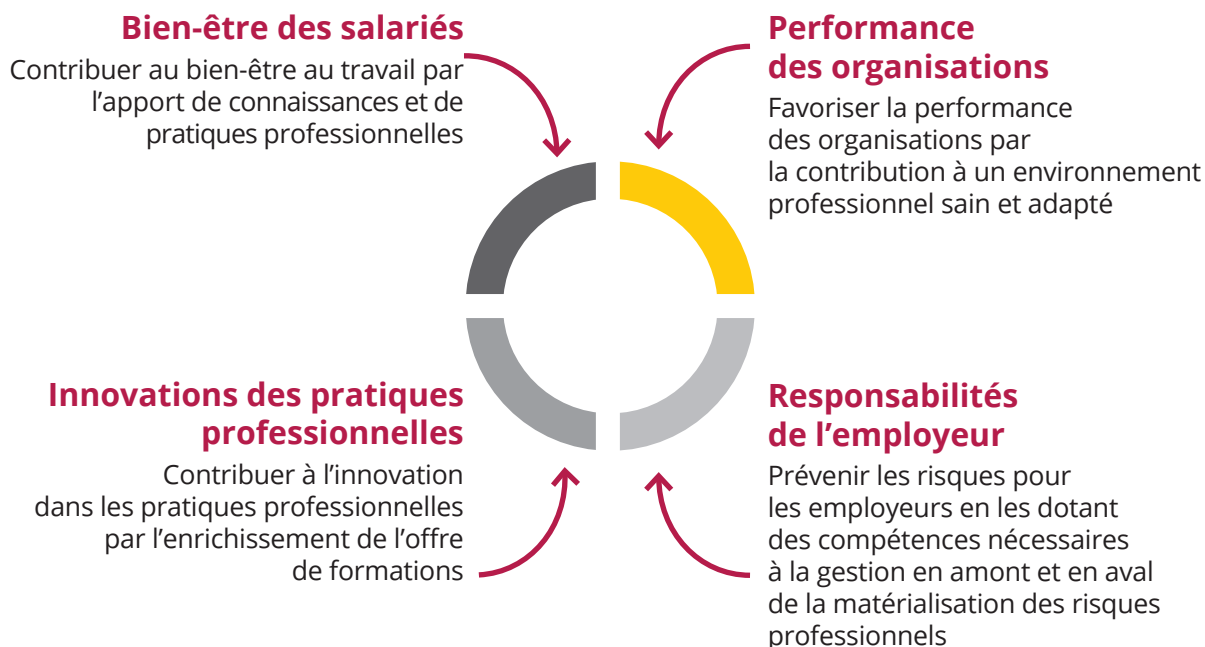 Bien-être des salariés
Contribuer au bien-être au travail par
l’apport de connaissances et de
pratiques professionnelles
Performance
des organisations
Favoriser la performance
des organisations par
la contribution à un environnement
professionnel sain et adapté
Innovations des pratiques
professionnelles
Contribuer à l’innovation
dans les pratiques professionnelles
par l’enrichissement de l’offre
de formations
Responsabilités
de l’employeur
Prévenir les risques pour
les employeurs en les dotant
des compétences nécessaires
à la gestion en amont et en aval
de la matérialisation des risques
professionnels